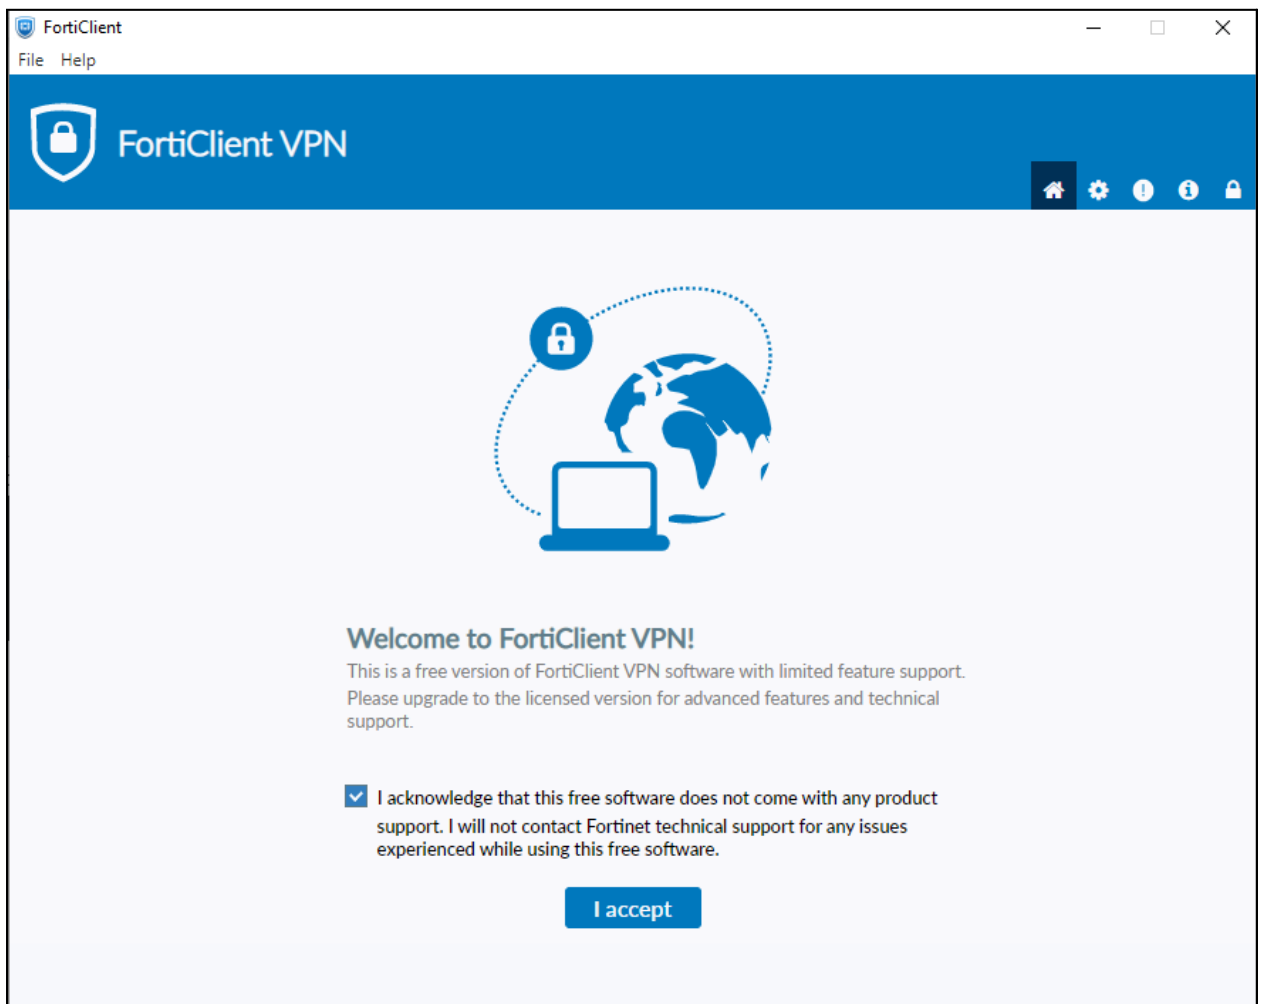 FortiClient
File Help
FortiClient VPN
Welcome to FortiClient VPN!
This is a free version of FortiClient VPN software with limited feature support.
Please upgrade to the licensed version for advanced features and technical
support.
I acknowledge that this free software does not come with any product
support. I will not contact Fortinet technical support for any issues
experienced while using this free software.
I accept